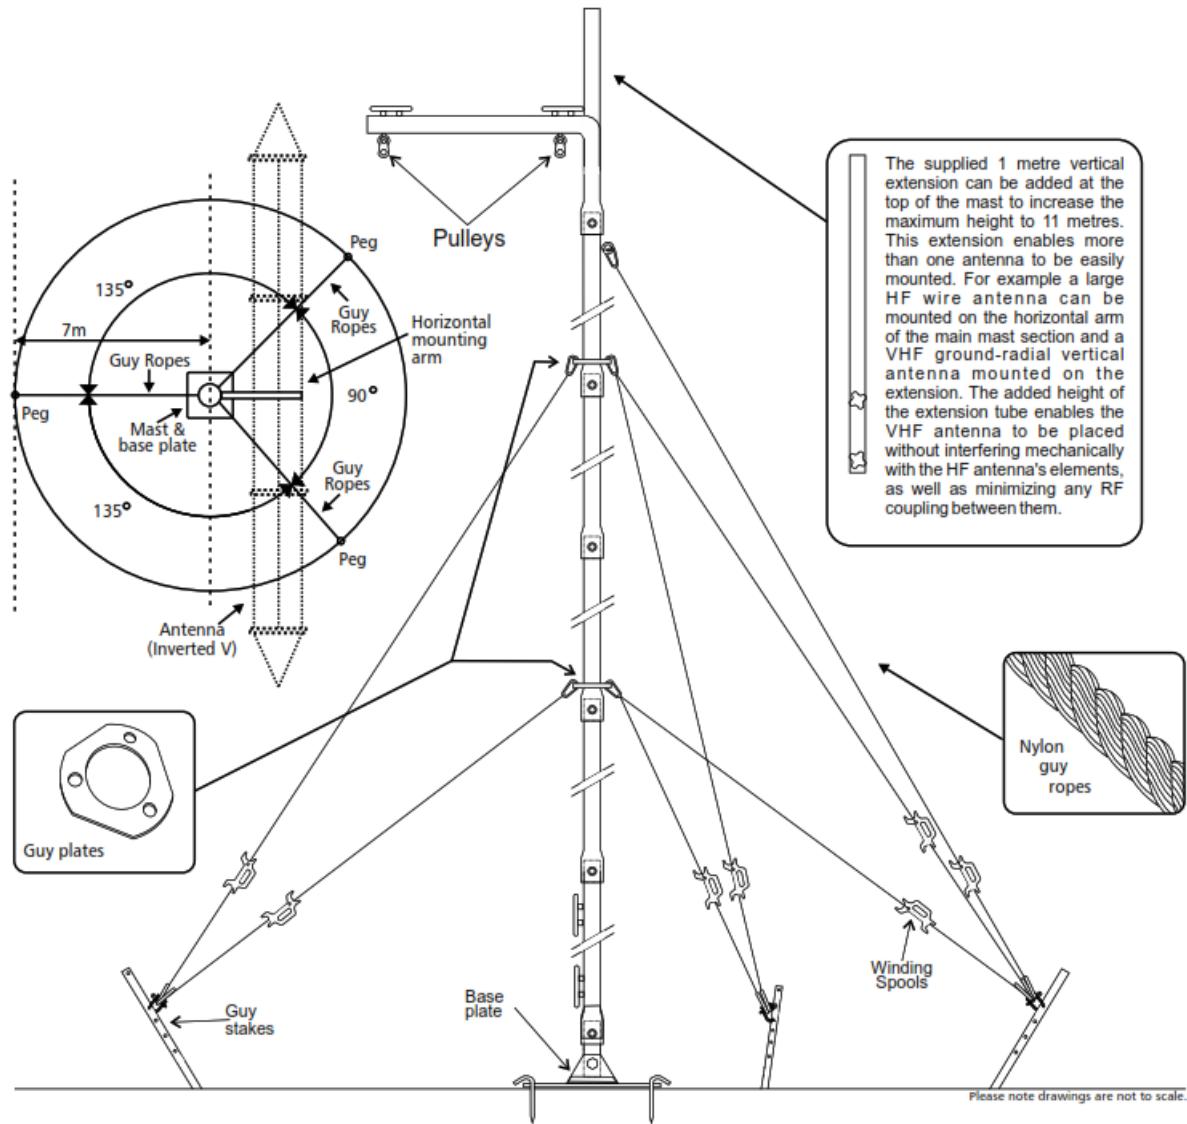 Pulleys
The supplied 1 metre vertical
extension can be added at the
top of the mast to increase the
maximum height to 11 metres.
This extension enables more
than one antenna to be easily
mounted. For example a large
HF wire antenna can be
mounted on the horizontal arm
of the main mast section and a
VHF ground-radial vertical
antenna mounted on the
extension. The added height of
the extension tube enables the
VHF antenna to be placed
without interfering mechanically
with the HF antenna's elements,
as well as minimizing any RF
coupling between them.
Peg
135°
Guy
Ropes
7m
Horizontal
mounting
arm
Guy Ropes
90°
Peg
Mast &
base plate
Guy
Ropes
135°
Peg
Antenna
(Inverted V)
Nylon
guy
ropes
Guy plates
Winding
Spools
Guy
stakes
Base
plate
Please note drawings are not to scale.